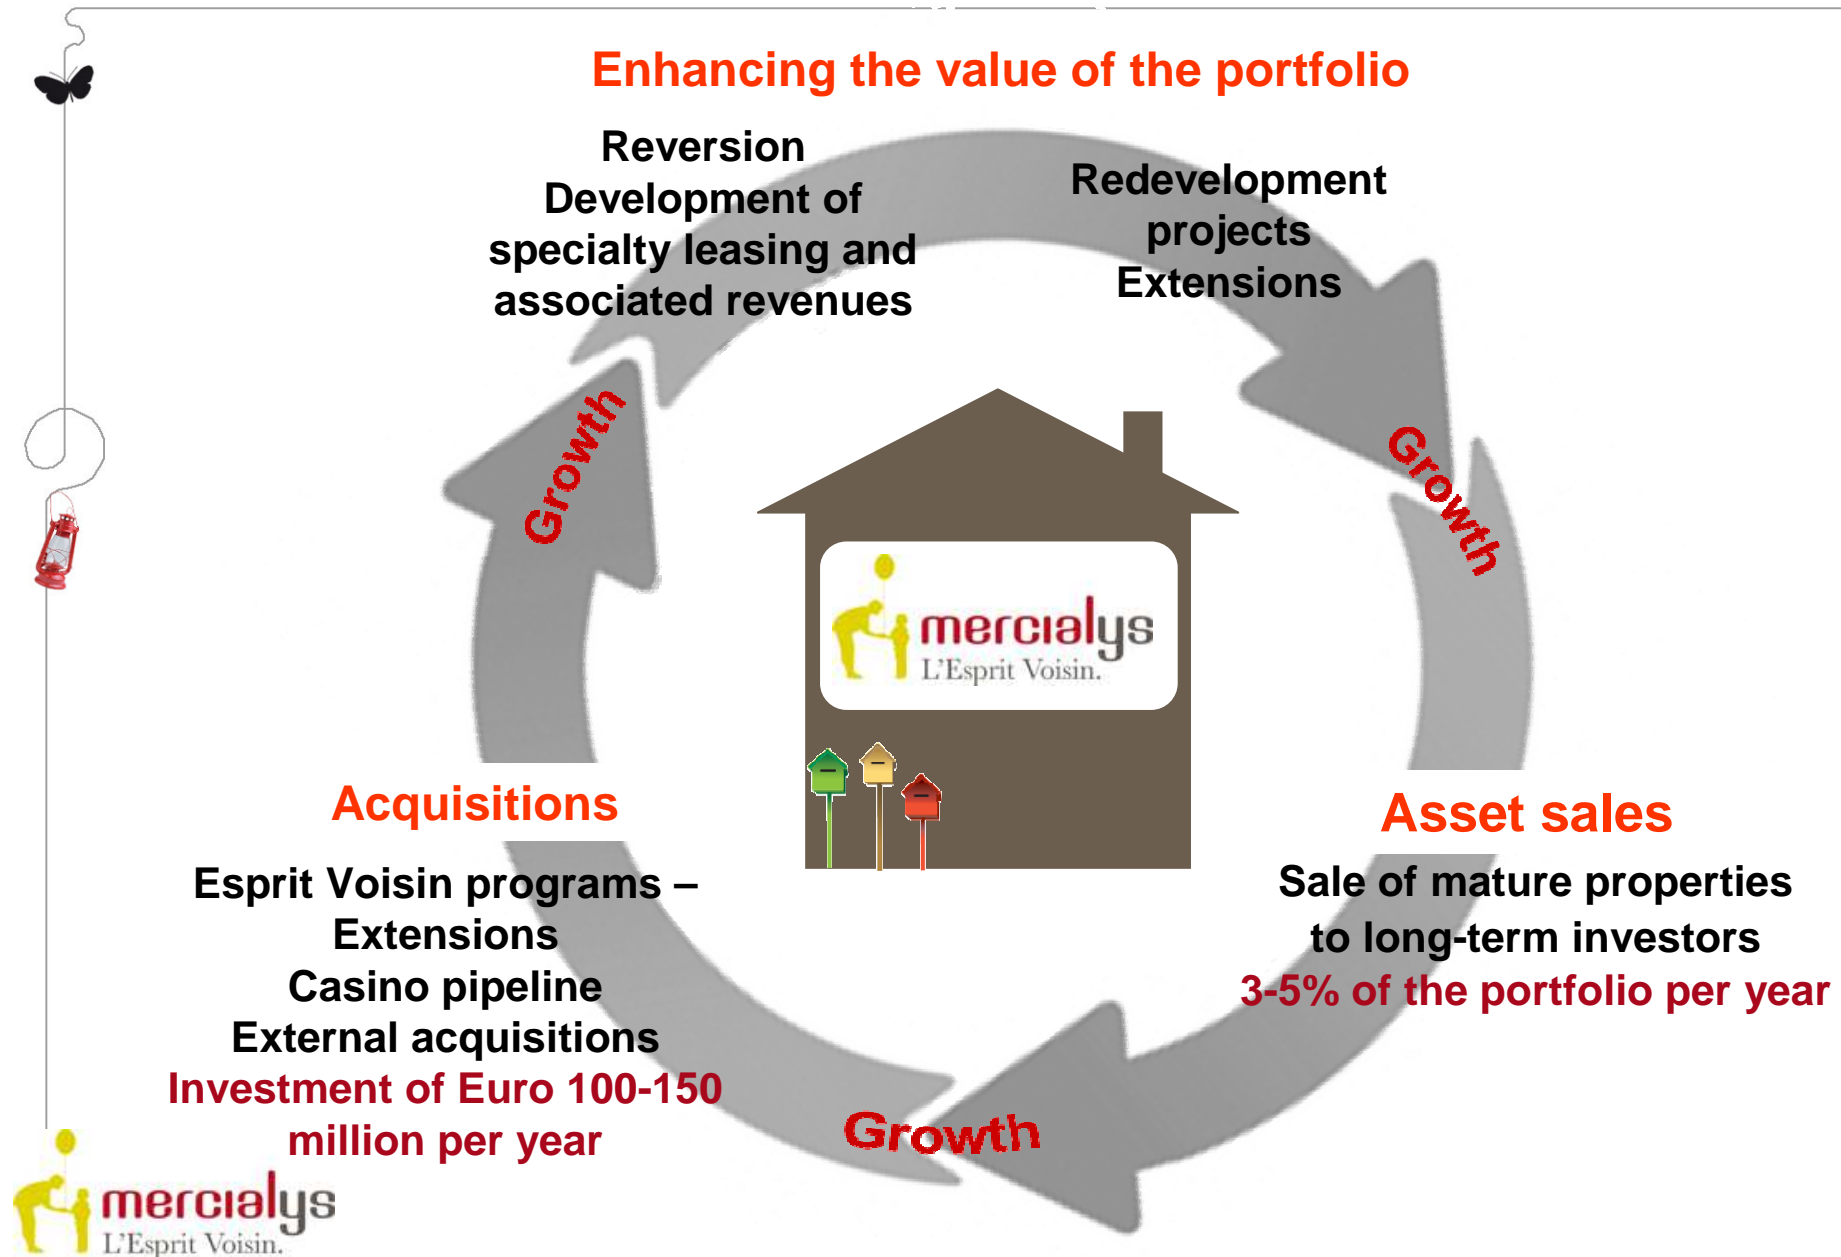 Enhancing the value of the portfolio
Reversion
Development of
specialty leasing and
associated revenues
Redevelopment
projects
Extensions
Growth
Growth
mercialys
L'Esprit Voisin.
Acquisitions
Esprit Voisin programs –
Extensions
Casino pipeline
External acquisitions
Investment of Euro 100-150
million per year
Asset sales
Sale of mature properties
to long-term investors
3-5% of the portfolio per year
Growth
mercialys
L'Esprit Voisin.